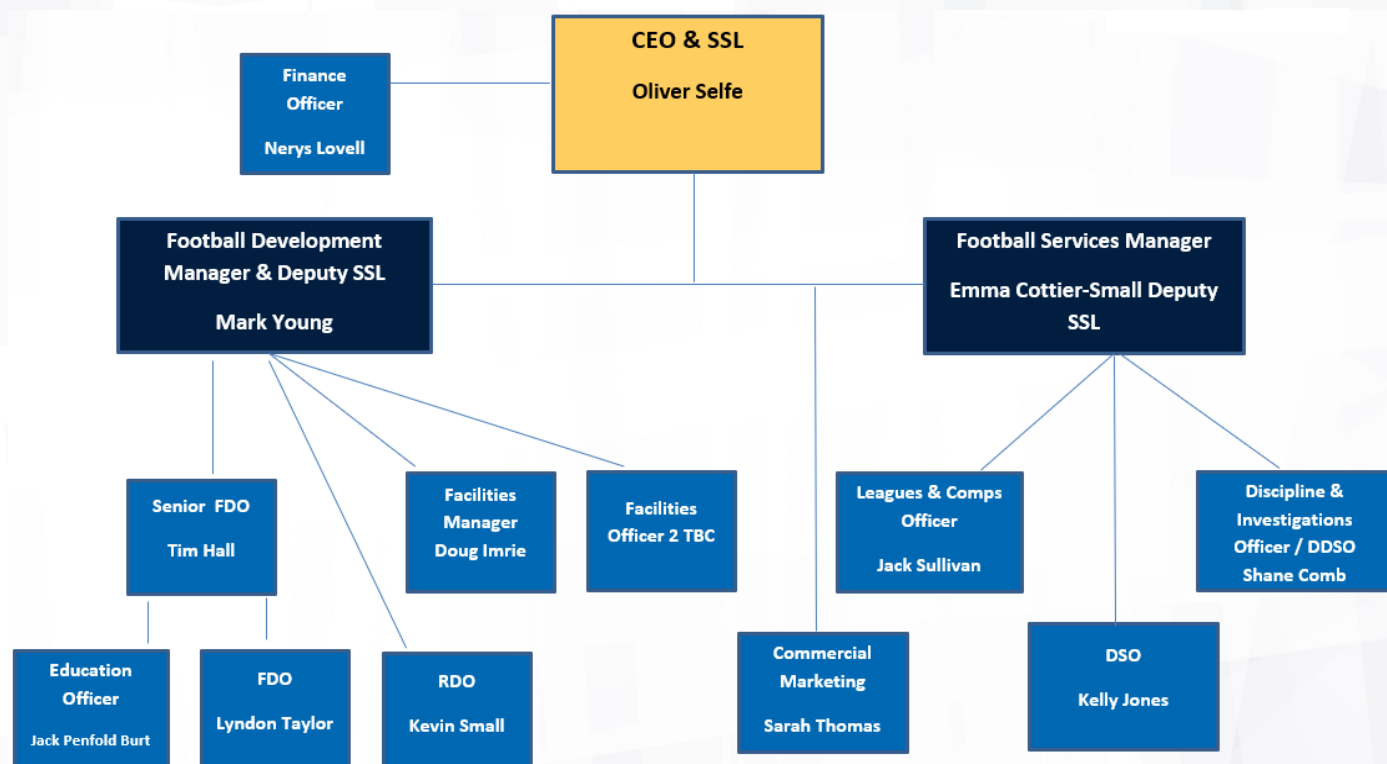 CEO & SSL
Oliver Selfe
Finance
Officer
Nerys Lovell
Football Development
Manager & Deputy SSL
Mark Young
Football Services Manager
Emma Cottier-Small Deputy
SSL
Senior FDO
Tim Hall
Facilities
Manager
Doug Imrie
Facilities
Officer 2 TBC
Leagues & Comps
Officer
Jack Sullivan
Discipline &
Investigations
Officer / DDSO
Shane Comb
Education
Officer
Jack Penfold Burt
FDO
Lyndon Taylor
RDO
Kevin Small
Commercial
Marketing
Sarah Thomas
DSO
Kelly Jones